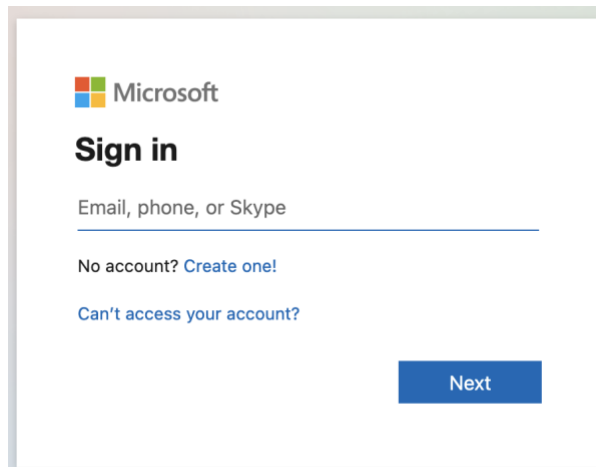 Microsoft
Sign in
Email, phone, or Skype
No account? Create one!
Can't access your account?
Next